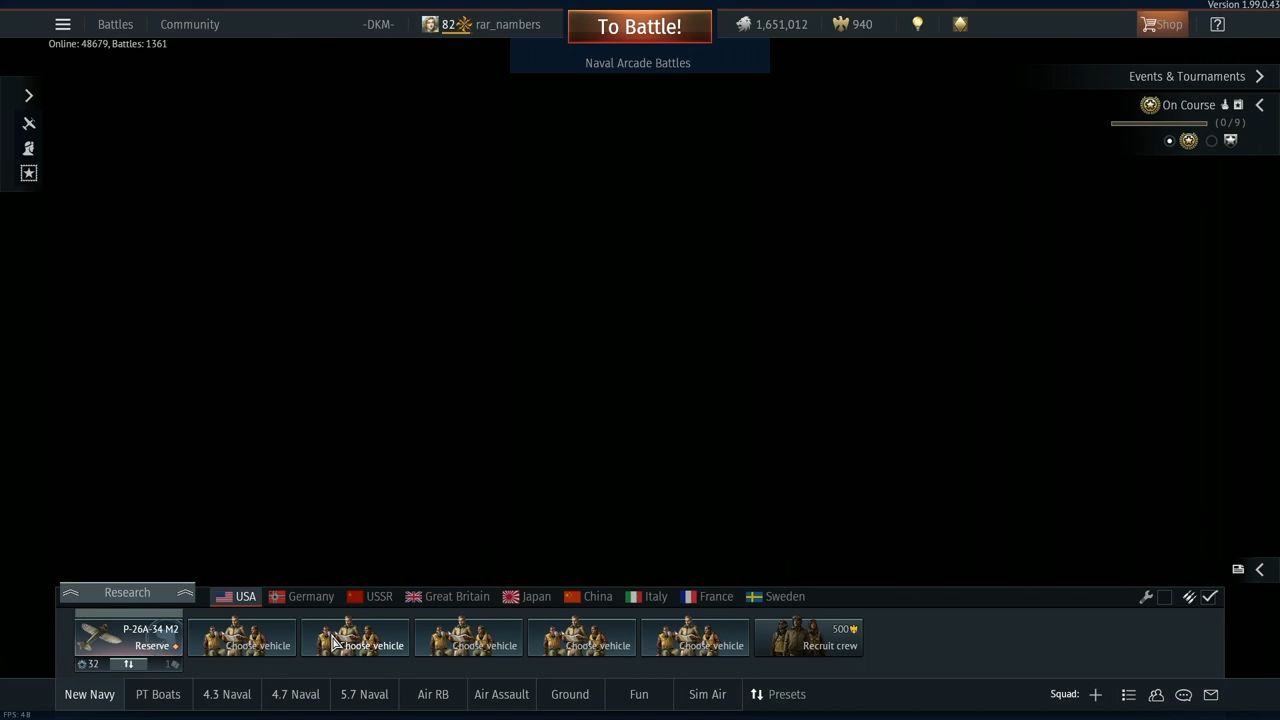 Version 1.99.0.43
Battles Community -DKM- 82 rar_nambers To Battle! 1,651,012 940 Shop
Online: 48679, Battles: 1361
Naval Arcade Battles
Events & Tournaments
On Course
(0/9)
Research USA Germany USSR Great Britain Japan China Italy France Sweden
P-26A-34 M2 500
Reserve Choose vehicle Choose vehicle Choose vehicle Choose vehicle Choose vehicle Recruit crew
32 1
New Navy PT Boats 4.3 Naval 4.7 Naval 5.7 Naval Air RB Air Assault Ground Fun Sim Air Presets Squad:
FPS: 48